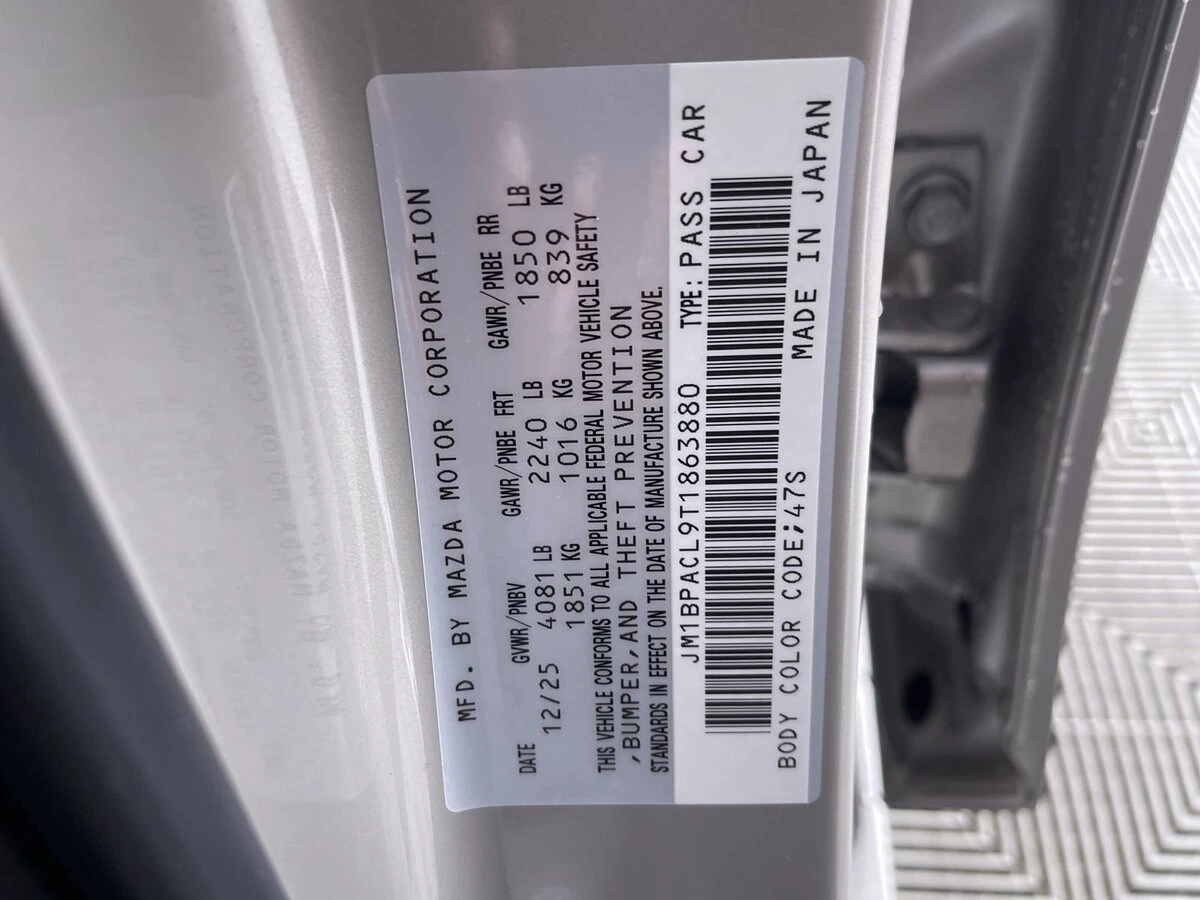 MFD. BY MAZDA MOTOR CORPORATION
DATE GVWR/PNBV GAWR/PNBE FRT GAWR/PNBE RR
12/25 4081 LB 2240 LB 1850 LB
1851 KG 1016 KG 839 KG
THIS VEHICLE CONFORMS TO ALL APPLICABLE FEDERAL MOTOR VEHICLE SAFETY
,BUMPER,AND THEFT PREVENTION
STANDARDS IN EFFECT ON THE DATE OF MANUFACTURE SHOWN ABOVE.
JM1BPACL9T1863880 TYPE: PASS CAR
BODY COLOR CODE;47S MADE IN JAPAN